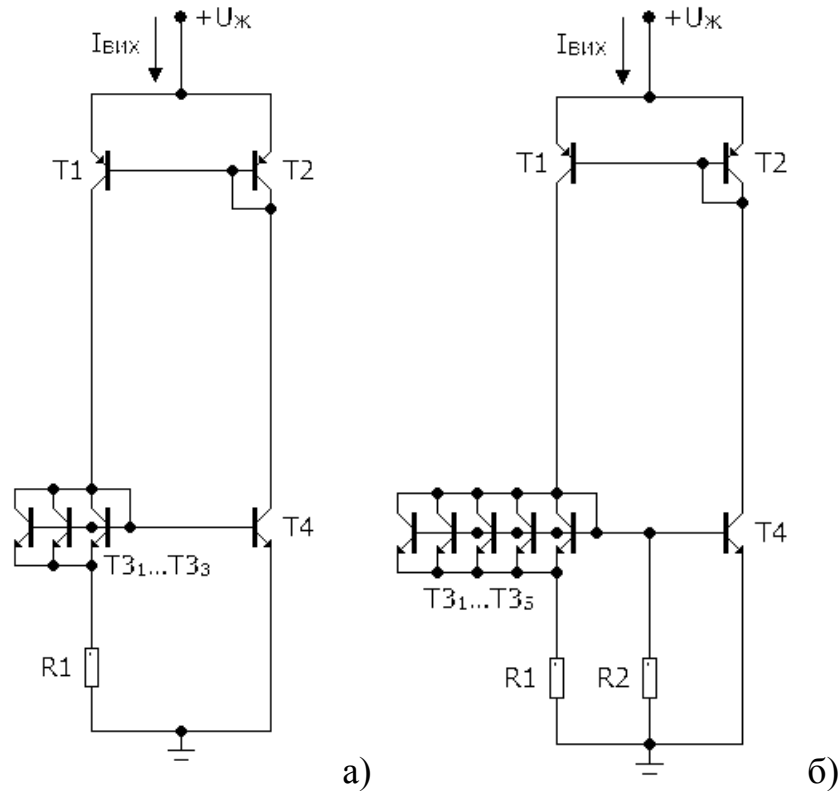 +Uж
Iвих
T1
T2
T3₁...T3₃
T4
R1
а)
+Uж
Iвих
T1
T2
T3₁...T3₅
T4
R1
R2
б)